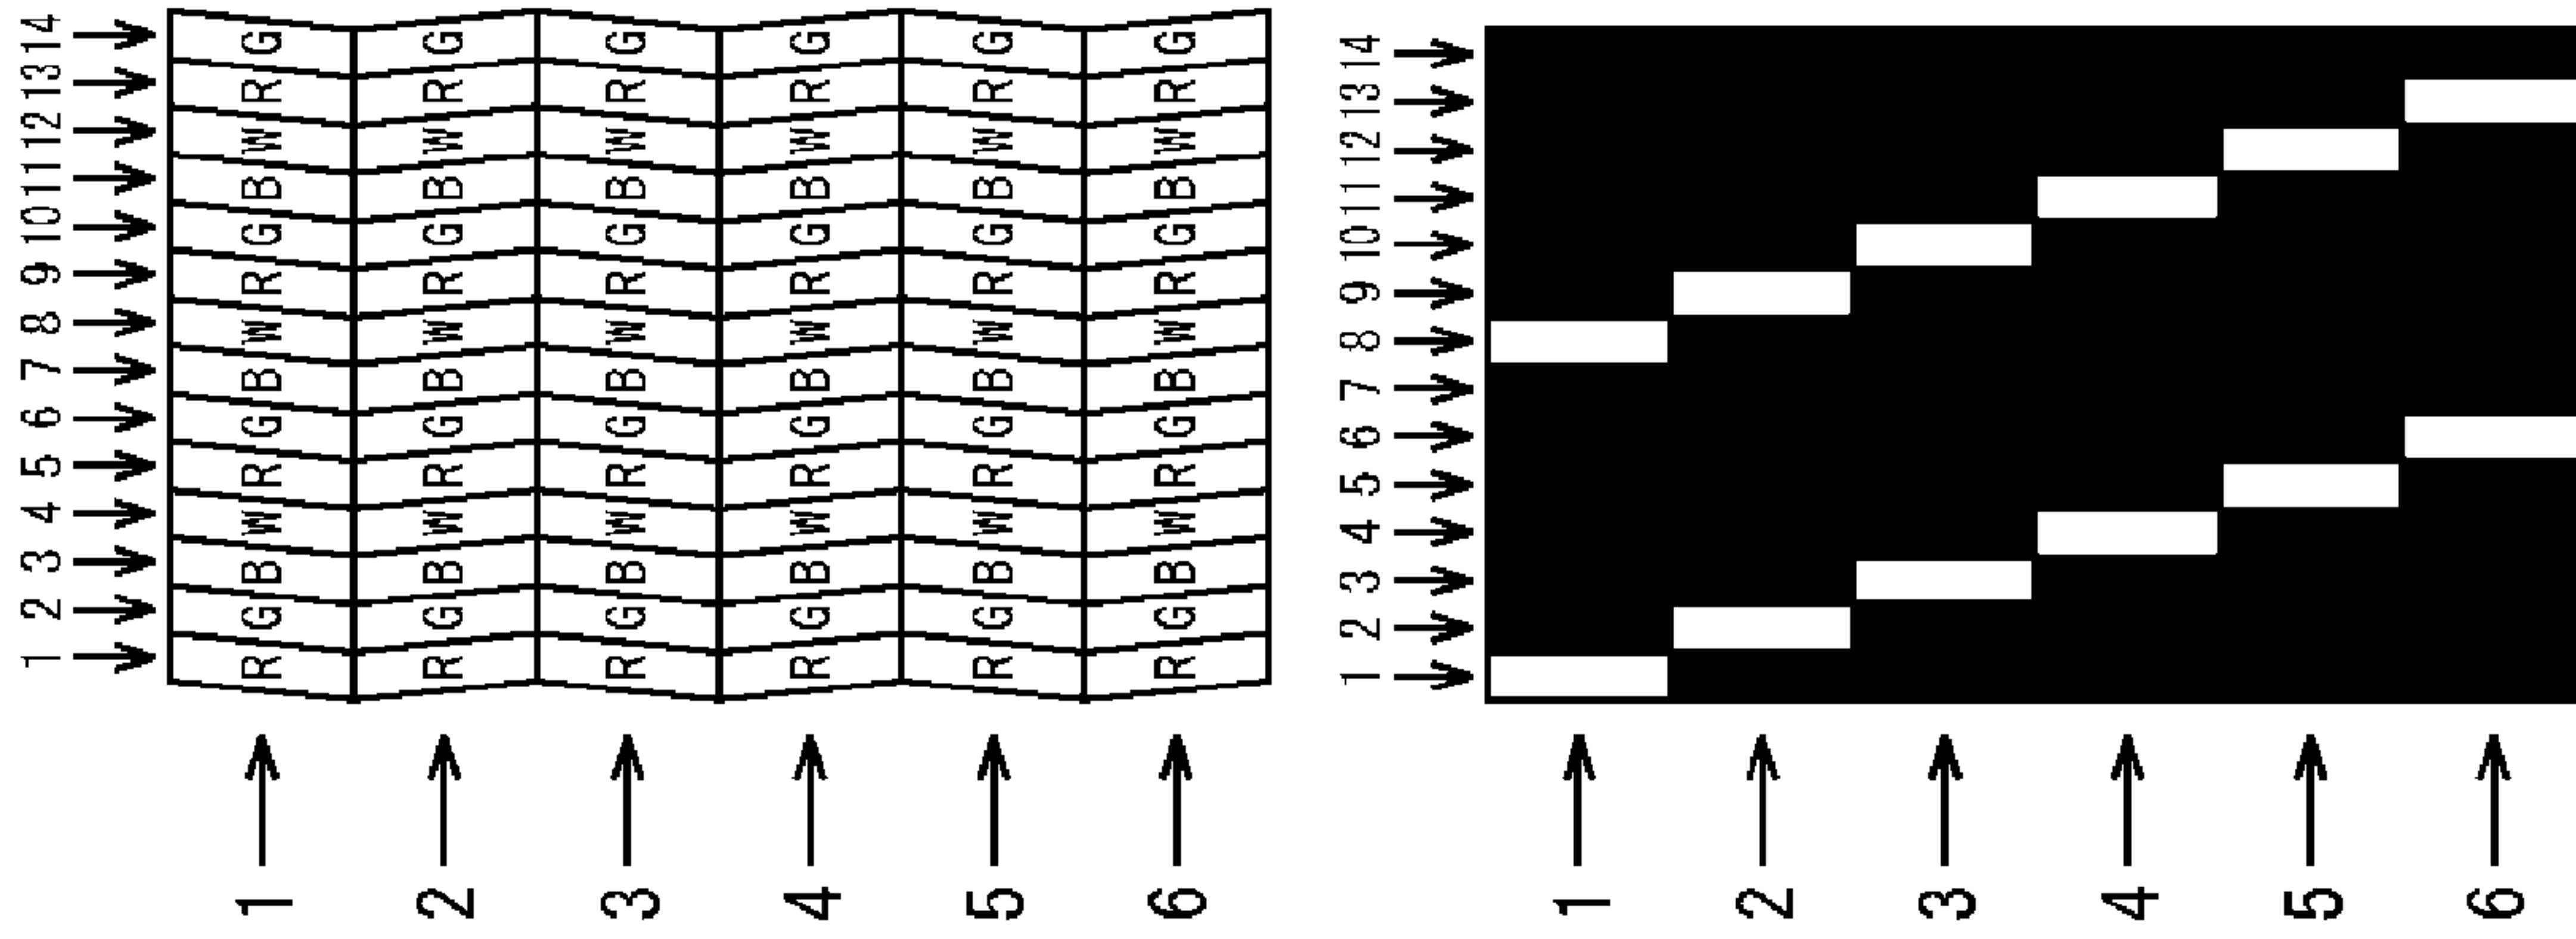 1 2 3 4 5 6 7 8 9 10 11 12 13 14
1 R G B W R G B W R G B W R G
2 R G B W R G B W R G B W R G
3 R G B W R G B W R G B W R G
4 R G B W R G B W R G B W R G
5 R G B W R G B W R G B W R G
6 R G B W R G B W R G B W R G
1 2 3 4 5 6 7 8 9 10 11 12 13 14
1
2
3
4
5
6